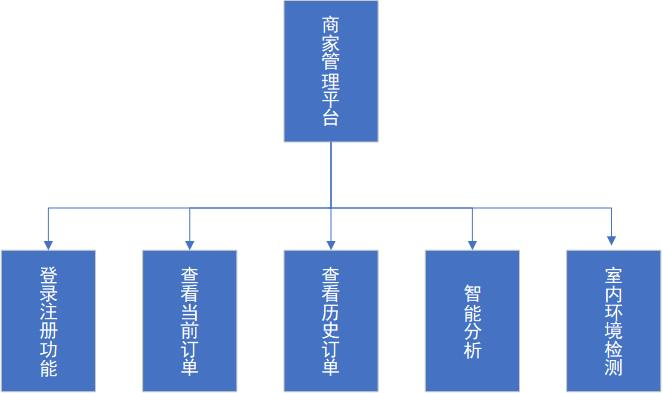 商家管理平台
登录注册功能
查看当前订单
查看历史订单
智能分析
室内环境检测